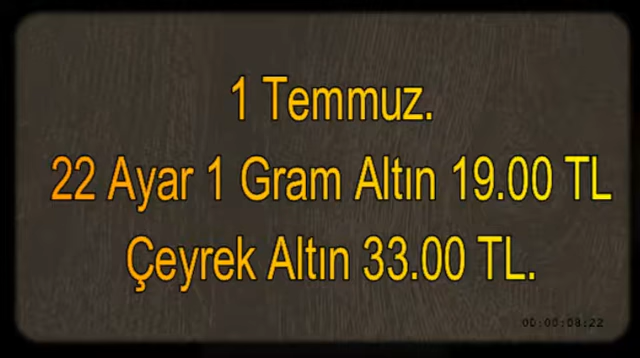 1 Temmuz.
22 Ayar 1 Gram Altın 19.00 TL
Çeyrek Altın 33.00 TL.
00:00:08:22